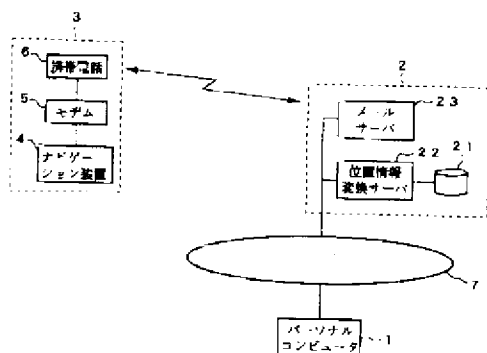 3
6
携帯電話
5
モデム
4
ナビゲー
ション装置
2
23
メール
サーバ
22
21
位置情報
変換サーバ
7
パーソナル
コンピュータ
1